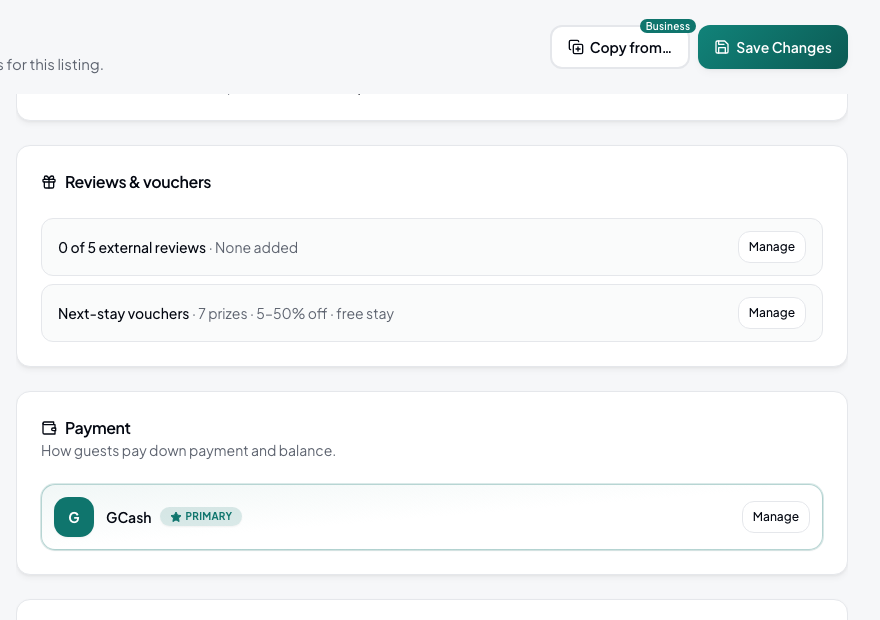 Business
Copy from...
Save Changes
s for this listing.
Reviews & vouchers
0 of 5 external reviews · None added
Manage
Next-stay vouchers · 7 prizes · 5–50% off · free stay
Manage
Payment
How guests pay down payment and balance.
G
GCash
PRIMARY
Manage